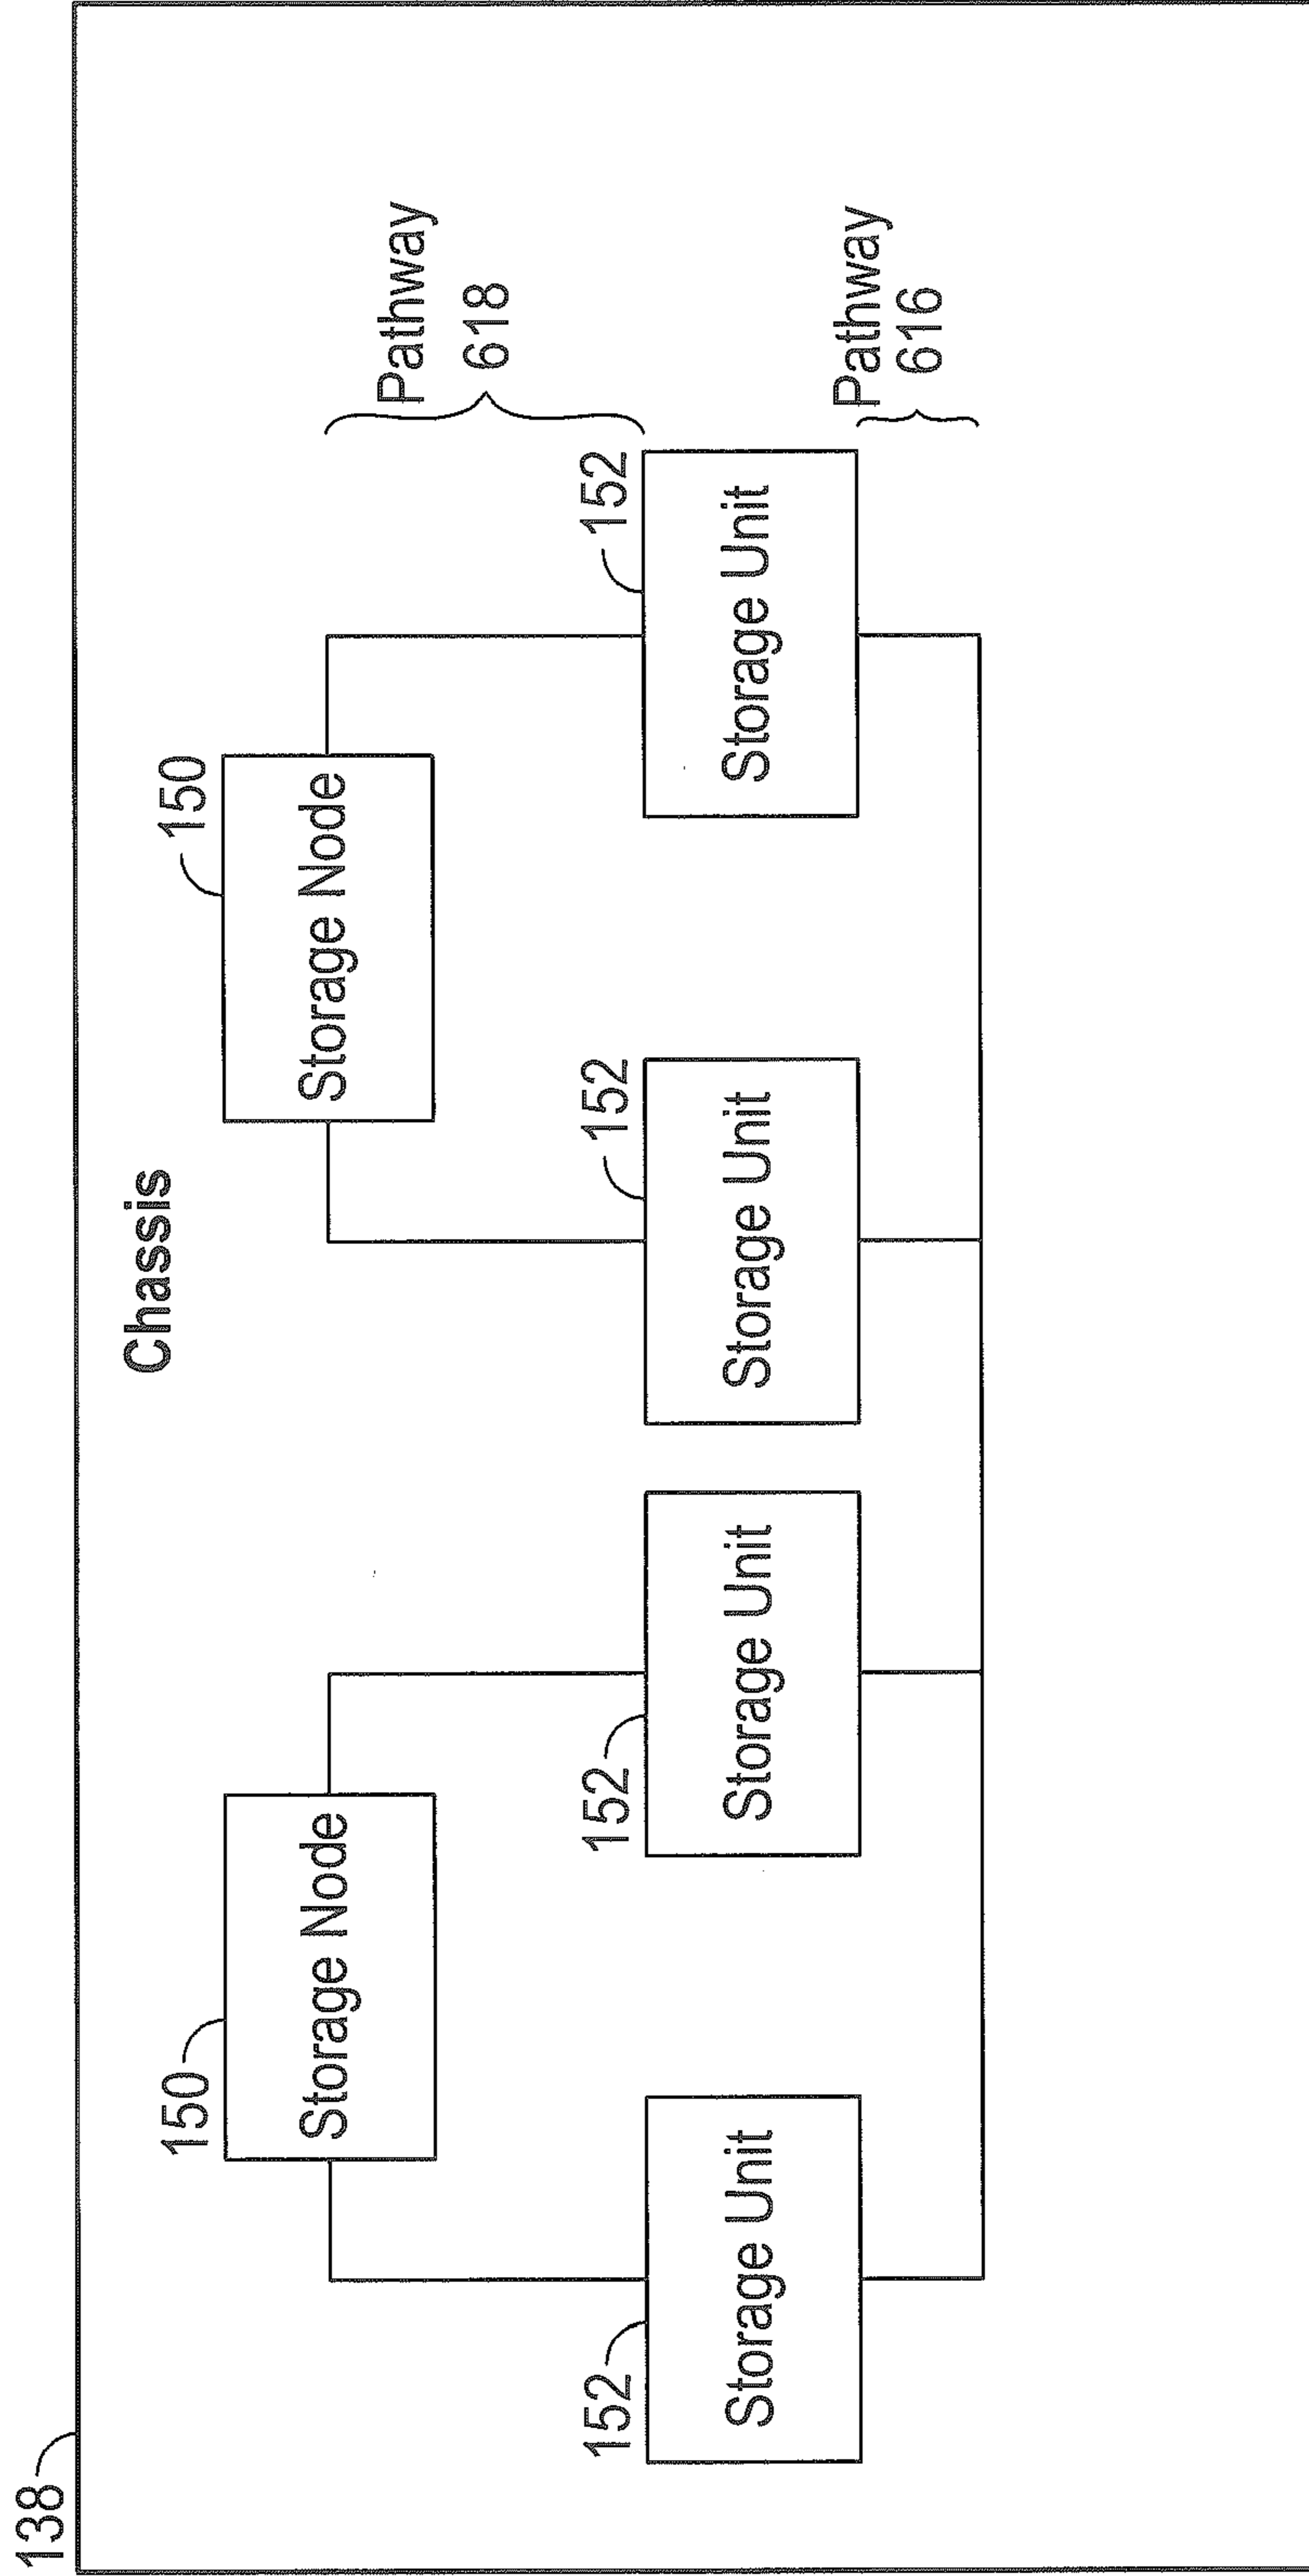 138
Chassis
150
Storage Node
150
Storage Node
Pathway
618
152
Storage Unit
152
Storage Unit
152
Storage Unit
152
Storage Unit
Pathway
616